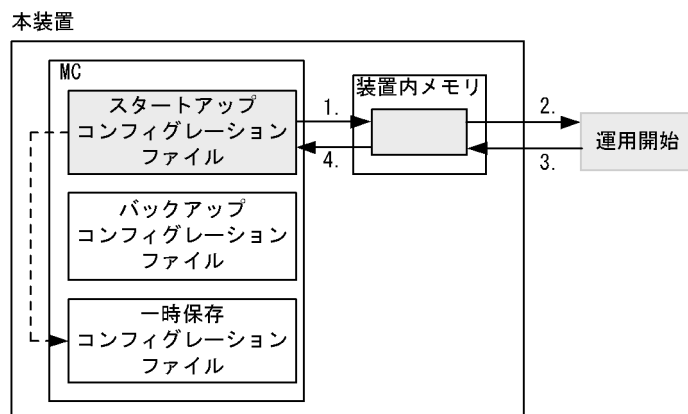 本装置
MC
スタートアップ
コンフィグレーション
ファイル
1.
4.
装置内メモリ
2.
3.
運用開始
バックアップ
コンフィグレーション
ファイル
一時保存
コンフィグレーション
ファイル